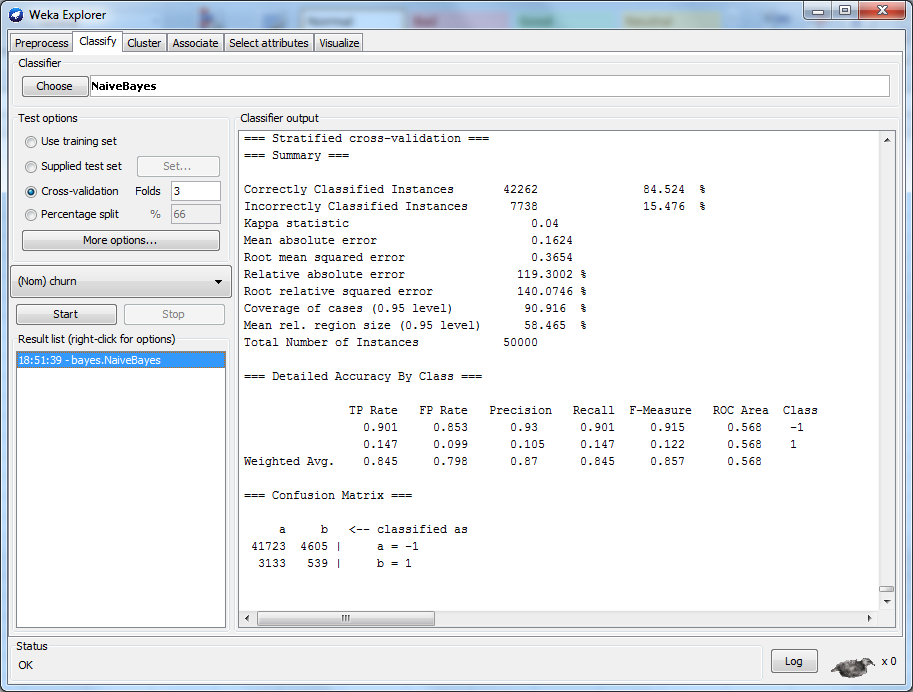 Weka Explorer
Preprocess Classify Cluster Associate Select attributes Visualize
Classifier
Choose NaiveBayes
Test options
Use training set
Supplied test set Set...
Cross-validation Folds 3
Percentage split % 66
More options...
(Nom) churn
Start Stop
Result list (right-click for options)
18:51:39 - bayes.NaiveBayes
Classifier output
=== Stratified cross-validation ===
=== Summary ===
Correctly Classified Instances 42262 84.524 %
Incorrectly Classified Instances 7738 15.476 %
Kappa statistic 0.04
Mean absolute error 0.1624
Root mean squared error 0.3654
Relative absolute error 119.3002 %
Root relative squared error 140.0746 %
Coverage of cases (0.95 level) 90.916 %
Mean rel. region size (0.95 level) 58.465 %
Total Number of Instances 50000
=== Detailed Accuracy By Class ===
TP Rate FP Rate Precision Recall F-Measure ROC Area Class
0.901 0.853 0.93 0.901 0.915 0.568 -1
0.147 0.099 0.105 0.147 0.122 0.568 1
Weighted Avg. 0.845 0.798 0.87 0.845 0.857 0.568
=== Confusion Matrix ===
a b <-- classified as
41723 4605 | a = -1
3133 539 | b = 1
Status
OK
Log
x 0